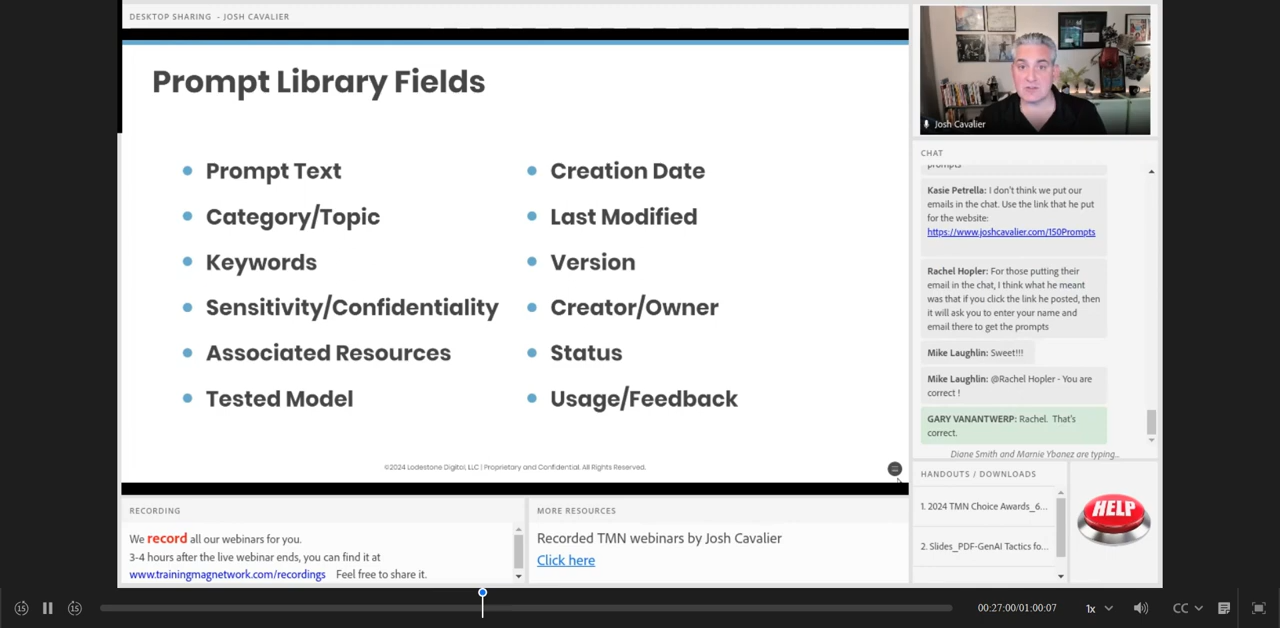 DESKTOP SHARING - JOSH CAVALIER
Prompt Library Fields
Prompt Text
Category/Topic
Keywords
Sensitivity/Confidentiality
Associated Resources
Tested Model
Creation Date
Last Modified
Version
Creator/Owner
Status
Usage/Feedback
©2024 Lodestone Digital, LLC | Proprietary and Confidential. All Rights Reserved.
Josh Cavalier
CHAT
prompts
Kasie Petrella: I don't think we put our
emails in the chat. Use the link that he put
for the website:
https://www.joshcavalier.com/150Prompts
Rachel Hopler: For those putting their
email in the chat, I think what he meant
was that if you click the link he posted, then
it will ask you to enter your name and
email there to get the prompts
Mike Laughlin: Sweet!!!
Mike Laughlin: @Rachel Hopler - You are
correct !
GARY VANANTWERP: Rachel. That's
correct.
Diane Smith and Marnie Ybanez are typing...
RECORDING
We record all our webinars for you.
3-4 hours after the live webinar ends, you can find it at
www.trainingmagnetwork.com/recordings Feel free to share it.
MORE RESOURCES
Recorded TMN webinars by Josh Cavalier
Click here
HANDOUTS / DOWNLOADS
1. 2024 TMN Choice Awards_6...
2. Slides_PDF-GenAI Tactics fo...
HELP
15
15
00:27:00/01:00:07
1x
CC